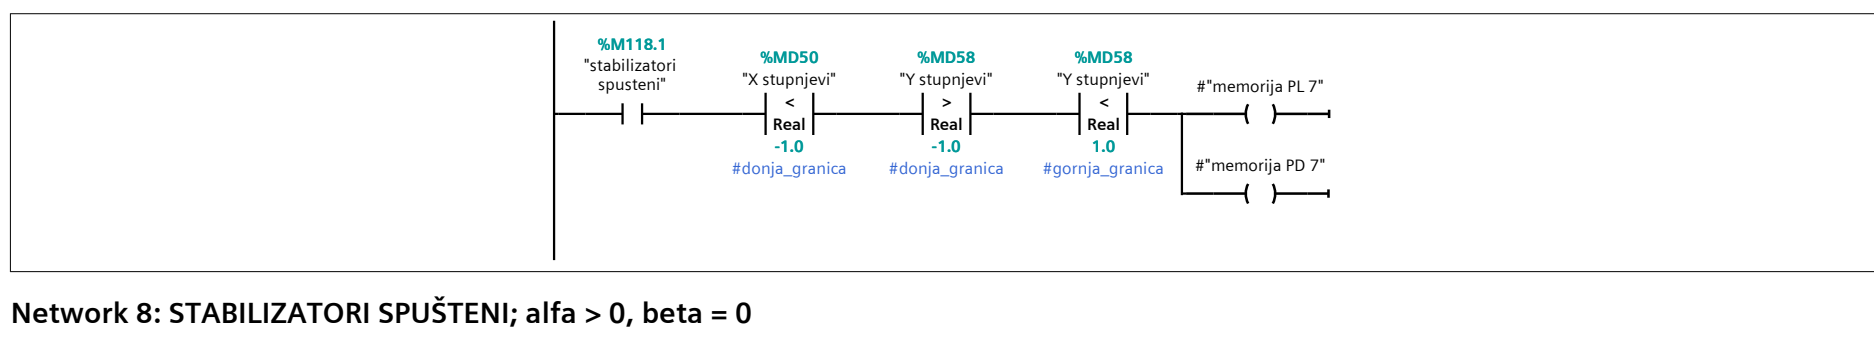 %M118.1
"stabilizatori
spusteni"
%MD50
"X stupnjevi"
<
Real
-1.0
#donja_granica
%MD58
"Y stupnjevi"
>
Real
-1.0
#donja_granica
%MD58
"Y stupnjevi"
<
Real
1.0
#gornja_granica
#"memorija PL 7"
#"memorija PD 7"
Network 8: STABILIZATORI SPUŠTENI; alfa > 0, beta = 0